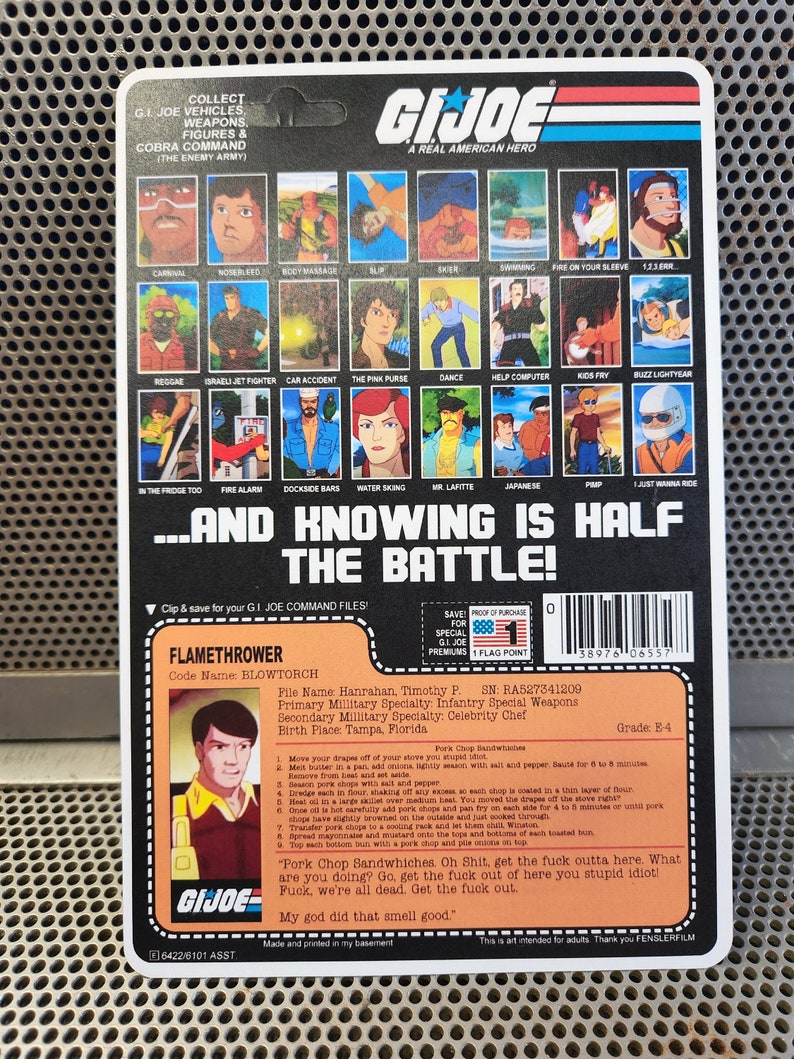 COLLECT
G.I. JOE VEHICLES,
WEAPONS,
FIGURES &
COBRA COMMAND
(THE ENEMY ARMY)
G.I.JOE®
A REAL AMERICAN HERO
CARNIVAL NOSEBLEED BODY MASSAGE SLIP SKIER SWIMMING FIRE ON YOUR SLEEVE 1,2,3 ERR...
REGGAE ISRAELI JET FIGHTER CAR ACCIDENT THE PINK PURSE DANCE HELP COMPUTER KIDS FRY BUZZ LIGHTYEAR
FIRE
IN THE FRIDGE TOO FIRE ALARM DOCKSIDE BARS WATER SKIING MR. LAFITTE JAPANESE PIMP I JUST WANNA RIDE
...AND KNOWING IS HALF
THE BATTLE!
Clip & save for your G.I. JOE COMMAND FILES!
SAVE!
FOR
SPECIAL
G.I. JOE
PREMIUMS
PROOF OF PURCHASE
1
1 FLAG POINT
0 38976 06557
FLAMETHROWER
Code Name: BLOWTORCH
File Name: Hanrahan, Timothy P. SN: RA527341209
Primary Millitary Specialty: Infantry Special Weapons
Secondary Millitary Specialty: Celebrity Chef
Birth Place: Tampa, Florida Grade: E-4
Pork Chop Sandwhiches
1. Move your drapes off of your stove you stupid idiot.
2. Melt butter in a pan, add onions, lightly season with salt and pepper. Sauté for 6 to 8 minutes.
Remove from heat and set aside.
3. Season pork chops with salt and pepper.
4. Dredge each in flour, shaking off any excess, so each chop is coated in a thin layer of flour.
5. Heat oil in a large skillet over medium heat. You moved the drapes off the stove right?
6. Once oil is hot carefully add pork chops and pan fry on each side for 4 to 5 minutes or until pork
chops have slightly browned on the outside and just cooked through.
7. Transfer pork chops to a cooling rack and let them chill, Winston.
8. Spread mayonnaise and mustard onto the tops and bottoms of each toasted bun.
9. Top each bottom bun with a pork chop and pile onions on top.
"Pork Chop Sandwhiches. Oh Shit, get the fuck outta here. What
are you doing? Go, get the fuck out of here you stupid idiot!
Fuck, we're all dead. Get the fuck out.
My god did that smell good."
G.I.JOE
Made and printed in my basement
This is art intended for adults. Thank you FENSLERFILM
E 6422/6101 ASST.